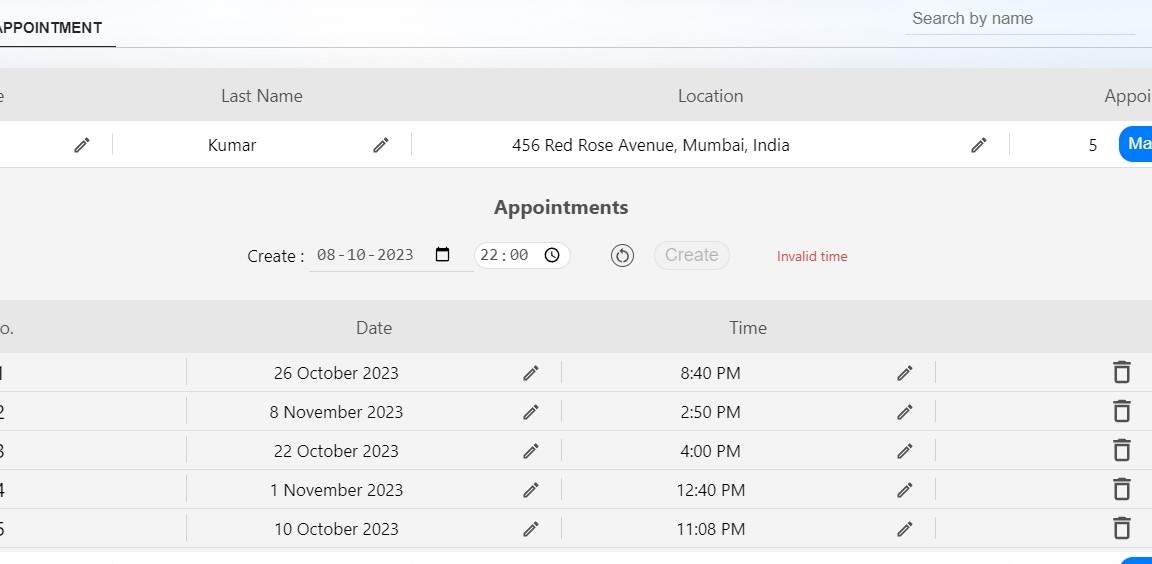 APPOINTMENT
Search by name
Last Name Location
Kumar 456 Red Rose Avenue, Mumbai, India 5
Appointments
Create : 08-10-2023 22:00 Create Invalid time
Date Time
1 26 October 2023 8:40 PM
2 8 November 2023 2:50 PM
3 22 October 2023 4:00 PM
4 1 November 2023 12:40 PM
5 10 October 2023 11:08 PM